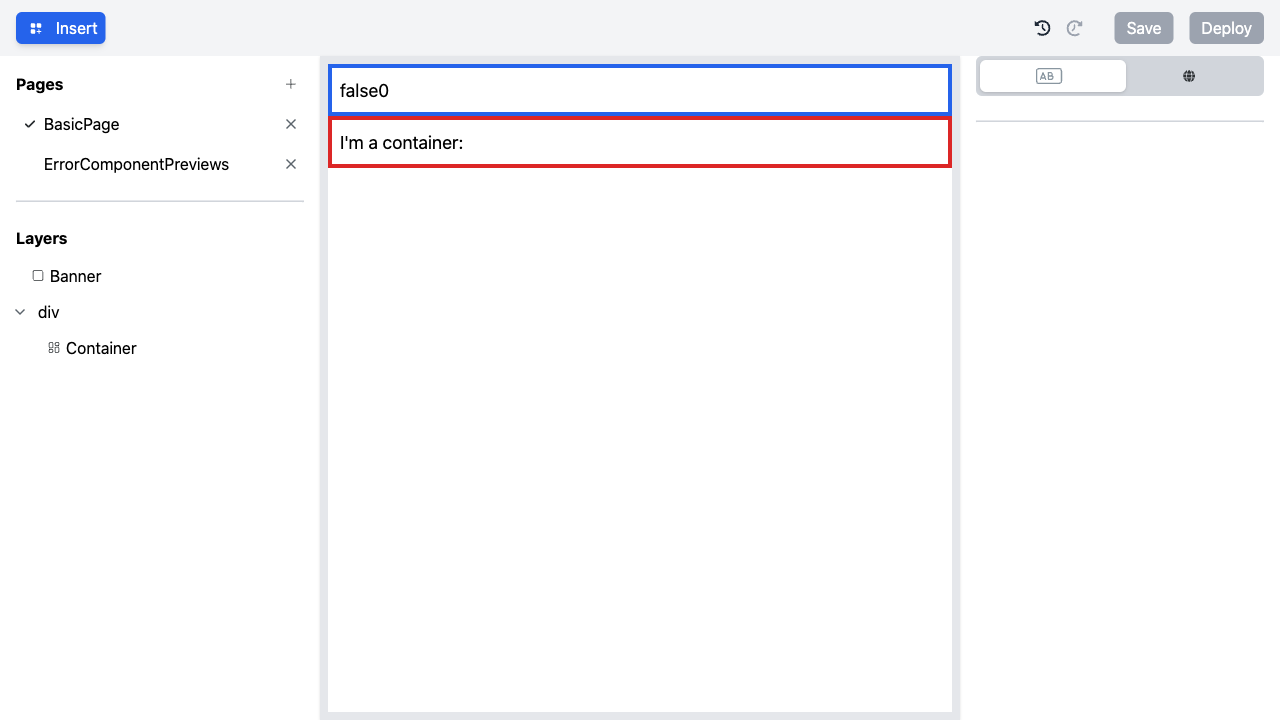 Insert
Save
Deploy
Pages
BasicPage
ErrorComponentPreviews
Layers
Banner
div
Container
false0
I'm a container:
AB